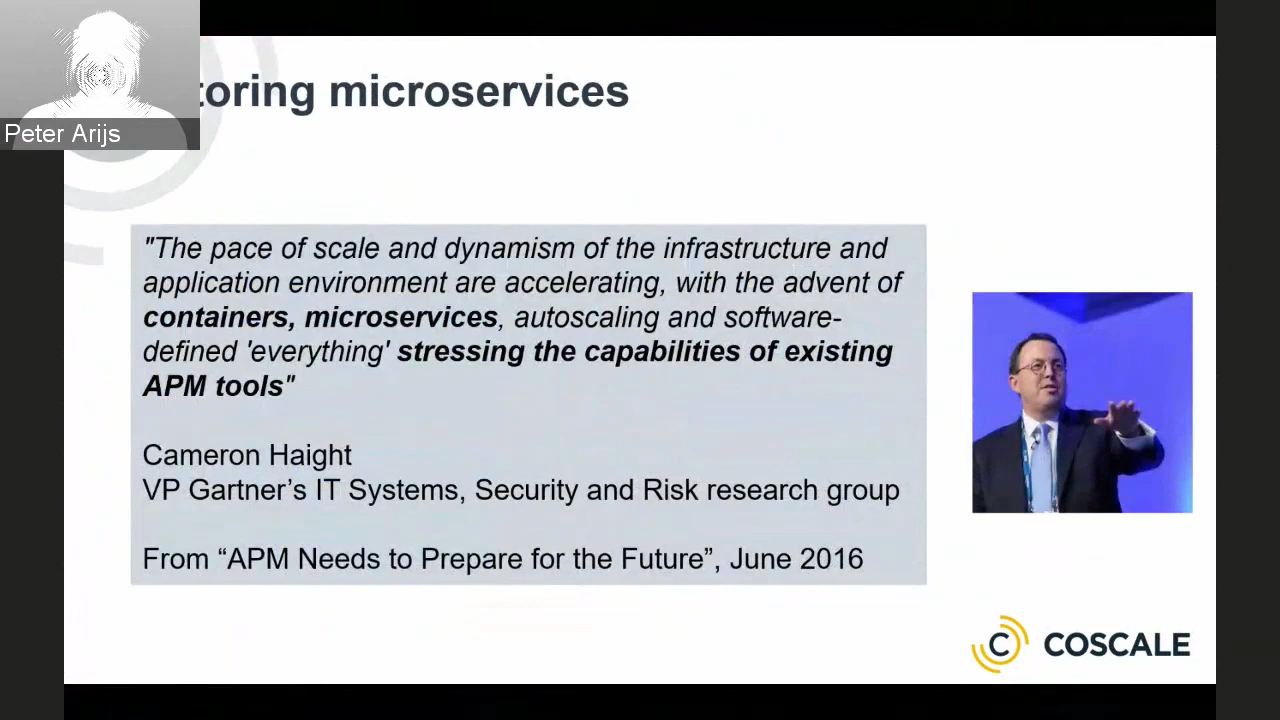 toring microservices
Peter Arijs
"The pace of scale and dynamism of the infrastructure and
application environment are accelerating, with the advent of
containers, microservices, autoscaling and software-
defined 'everything' stressing the capabilities of existing
APM tools"
Cameron Haight
VP Gartner’s IT Systems, Security and Risk research group
From “APM Needs to Prepare for the Future”, June 2016
C COSCALE